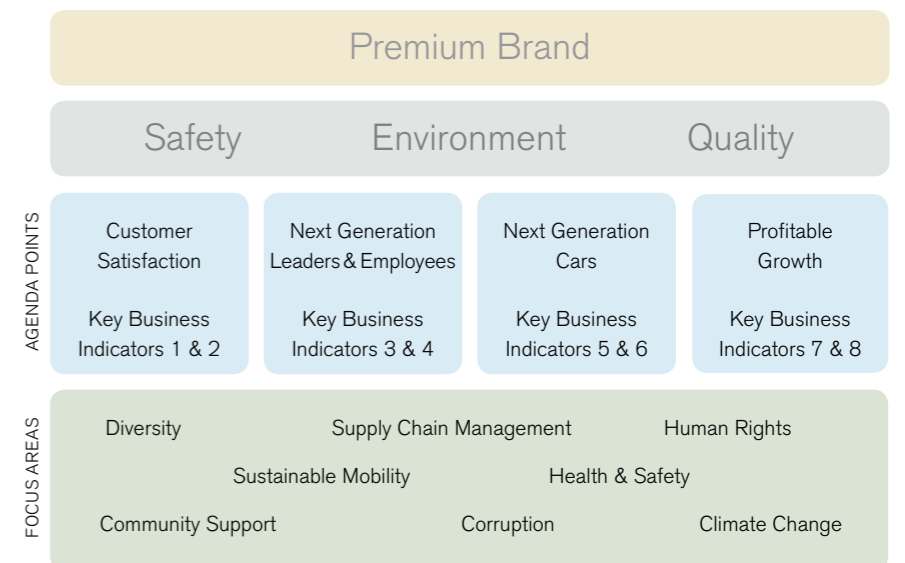 Premium Brand
Safety Environment Quality
AGENDA POINTS
Customer
Satisfaction
Key Business
Indicators 1 & 2
Next Generation
Leaders & Employees
Key Business
Indicators 3 & 4
Next Generation
Cars
Key Business
Indicators 5 & 6
Profitable
Growth
Key Business
Indicators 7 & 8
FOCUS AREAS
Diversity Supply Chain Management Human Rights
Sustainable Mobility Health & Safety
Community Support Corruption Climate Change